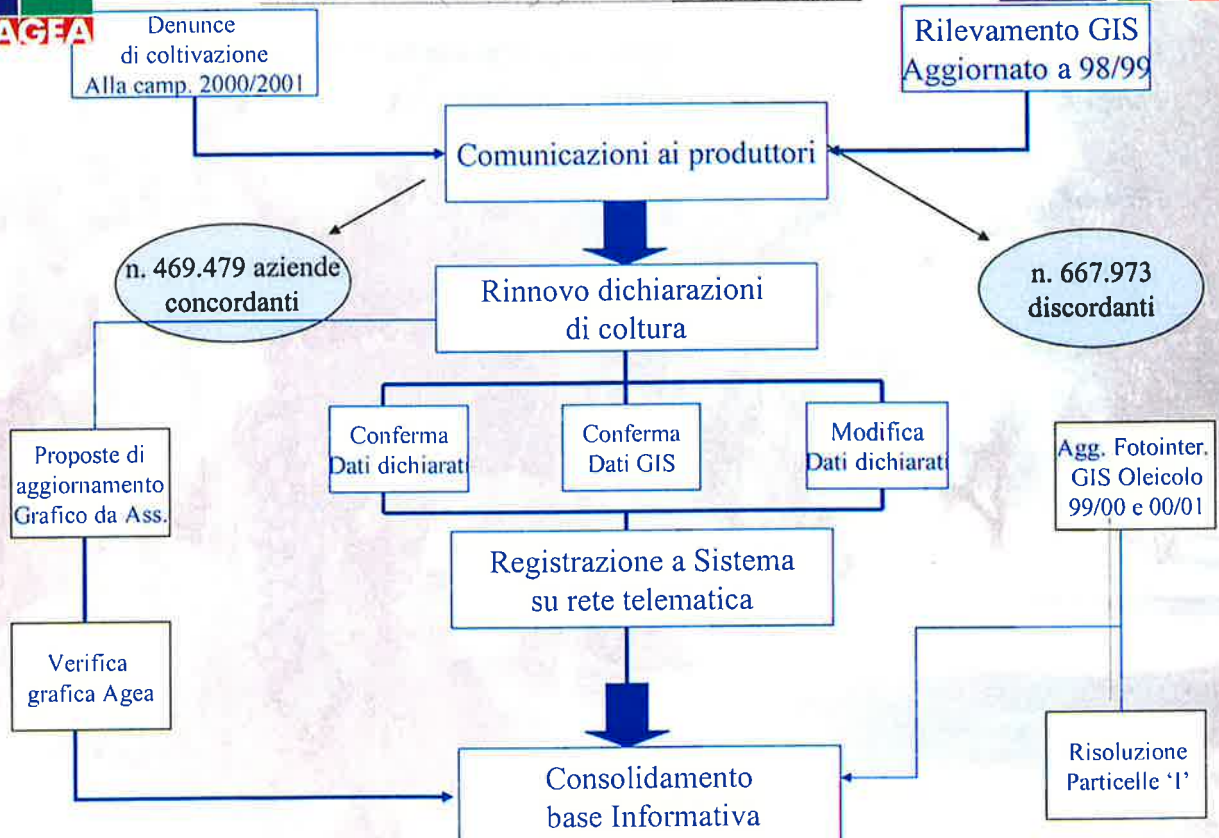 AGEA
Denunce
di coltivazione
Alla camp. 2000/2001
Rilevamento GIS
Aggiornato a 98/99
Comunicazioni ai produttori
n. 469.479 aziende
concordanti
n. 667.973
discordanti
Rinnovo dichiarazioni
di coltura
Conferma
Dati dichiarati
Conferma
Dati GIS
Modifica
Dati dichiarati
Proposte di
aggiornamento
Grafico da Ass.
Agg. Fotointer.
GIS Oleicolo
99/00 e 00/01
Registrazione a Sistema
su rete telematica
Verifica
grafica Agea
Risoluzione
Particelle ‘I’
Consolidamento
base Informativa